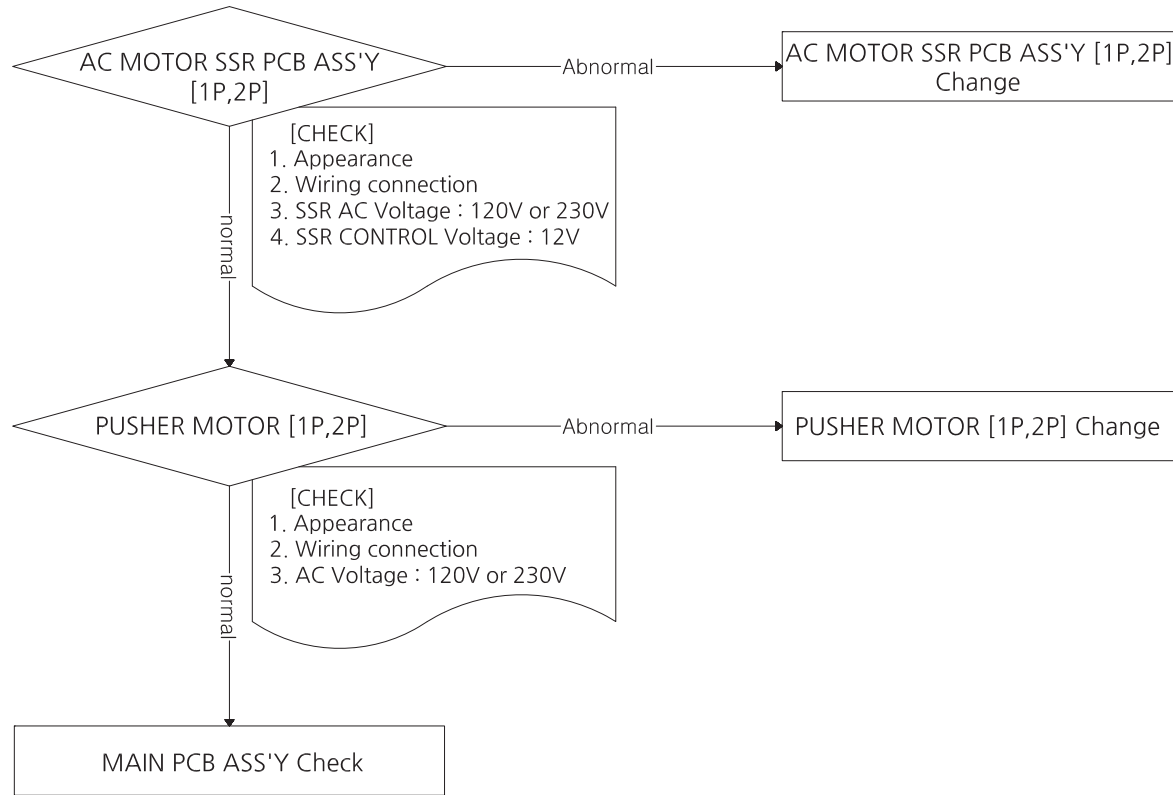 AC MOTOR SSR PCB ASS'Y
[1P,2P]
Abnormal
AC MOTOR SSR PCB ASS'Y [1P,2P]
Change
[CHECK]
1. Appearance
2. Wiring connection
3. SSR AC Voltage : 120V or 230V
4. SSR CONTROL Voltage : 12V
normal
PUSHER MOTOR [1P,2P]
Abnormal
PUSHER MOTOR [1P,2P] Change
[CHECK]
1. Appearance
2. Wiring connection
3. AC Voltage : 120V or 230V
normal
MAIN PCB ASS'Y Check